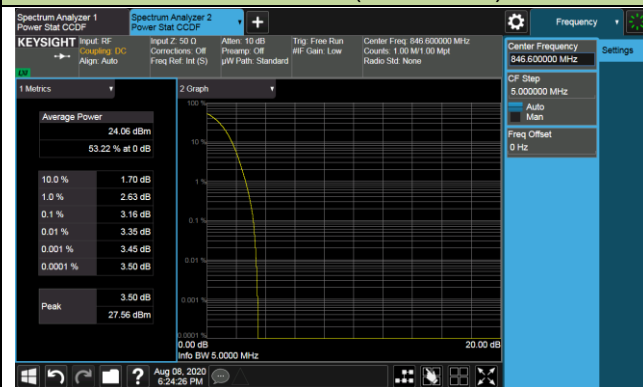 Spectrum Analyzer 1
Power Stat CCDF
Spectrum Analyzer 2
Power Stat CCDF
+
Frequency
KEYSIGHT
Input: RF
Coupling: DC
Align: Auto
Input Z: 50 Ω
Corrections: Off
Freq Ref: Int (S)
Atten: 10 dB
Preamp: Off
µW Path: Standard
Trig: Free Run
#IF Gain: Low
Center Freq: 846.600000 MHz
Counts: 1.00 M/1.00 Mpt
Radio Std: None
Center Frequency
846.600000 MHz
Settings
CF Step
5.000000 MHz
Auto
Man
Freq Offset
0 Hz
1 Metrics
2 Graph
Average Power
24.06 dBm
53.22 % at 0 dB
10.0 % 1.70 dB
1.0 % 2.63 dB
0.1 % 3.16 dB
0.01 % 3.35 dB
0.001 % 3.45 dB
0.0001 % 3.50 dB
Peak
3.50 dB
27.56 dBm
100 %
10 %
1 %
0.1 %
0.01 %
0.001 %
0.0001 %
0.00 dB
20.00 dB
Info BW 5.0000 MHz
?
Aug 08, 2020
6:24:26 PM